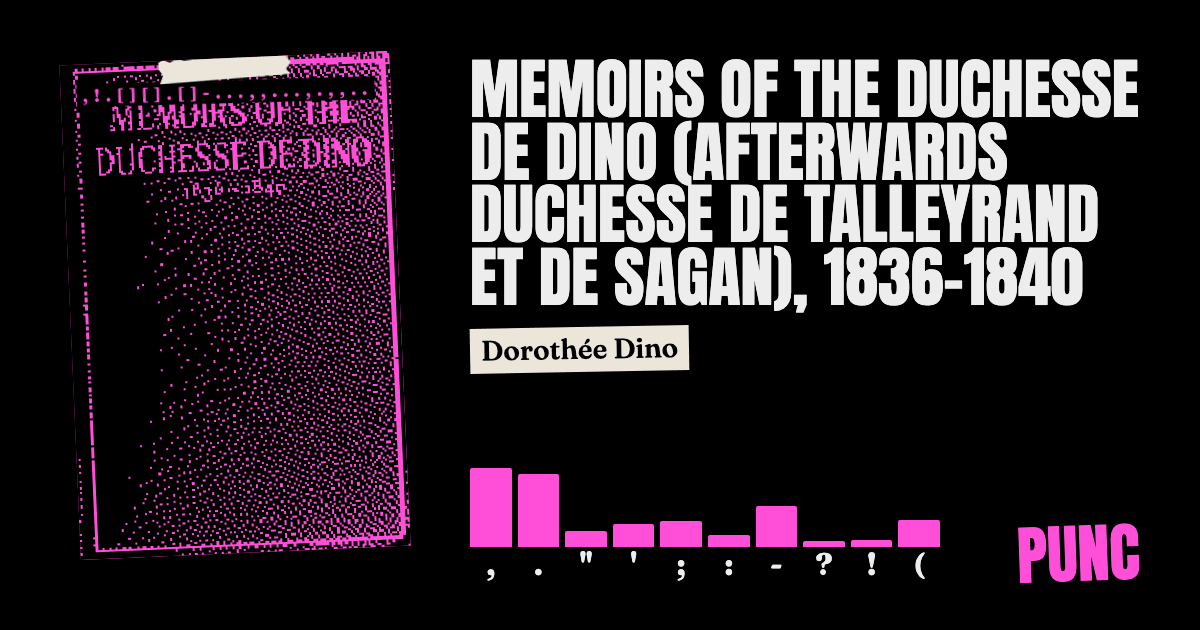 ,!.[][].[]-..,.,.,,.,.,,..
MEMOIRS OF THE
DUCHESSE DE DINO
1836-1840
MEMOIRS OF THE DUCHESSE
DE DINO (AFTERWARDS
DUCHESSE DE TALLEYRAND
ET DE SAGAN), 1836-1840
Dorothée Dino
, . " ' ; : - ? ! (
PUNC